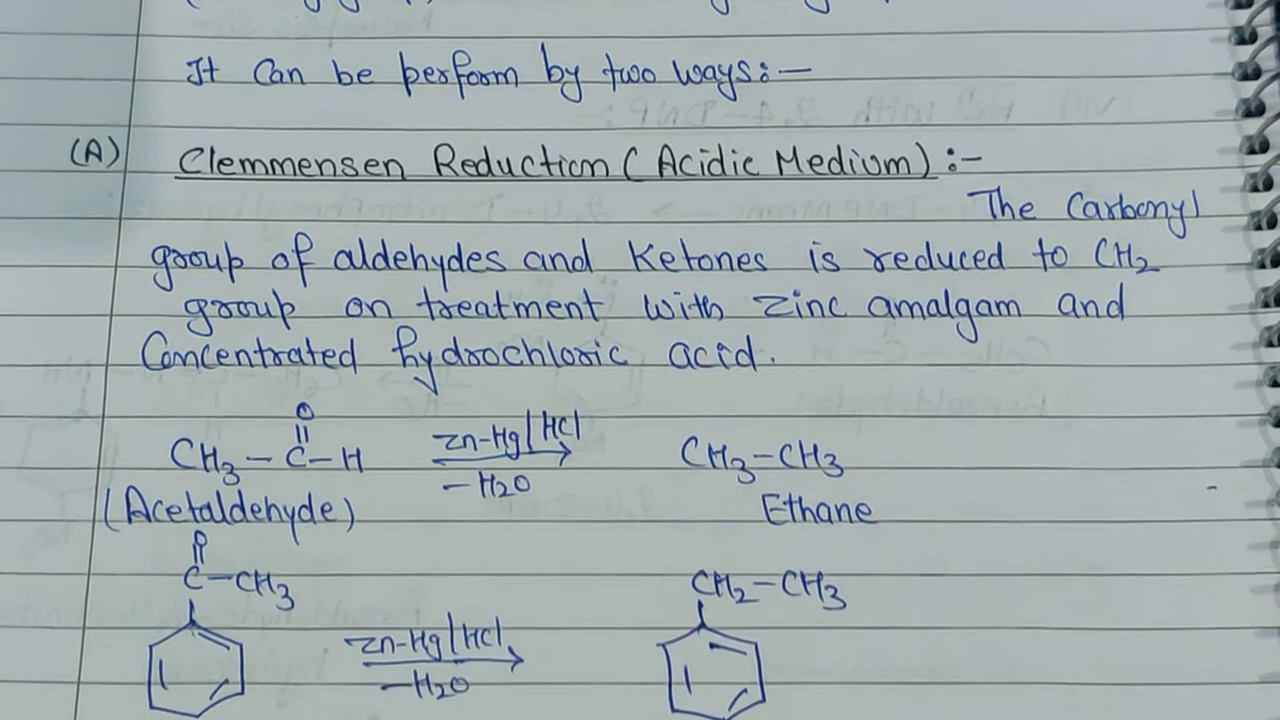 It Can be perform by two ways:—
(A) Clemmensen Reduction (Acidic Medium) :-
The Carbonyl
group of aldehydes and Ketones is reduced to CH2
group on treatment with Zinc amalgam and
Concentrated hydrochloric acid.
O
CH3 — C — H Zn-Hg/HCl CH3-CH3
-H2O
(Acetaldehyde) Ethane
O
C-CH3 CH2-CH3
Zn-Hg/HCl
-H2O